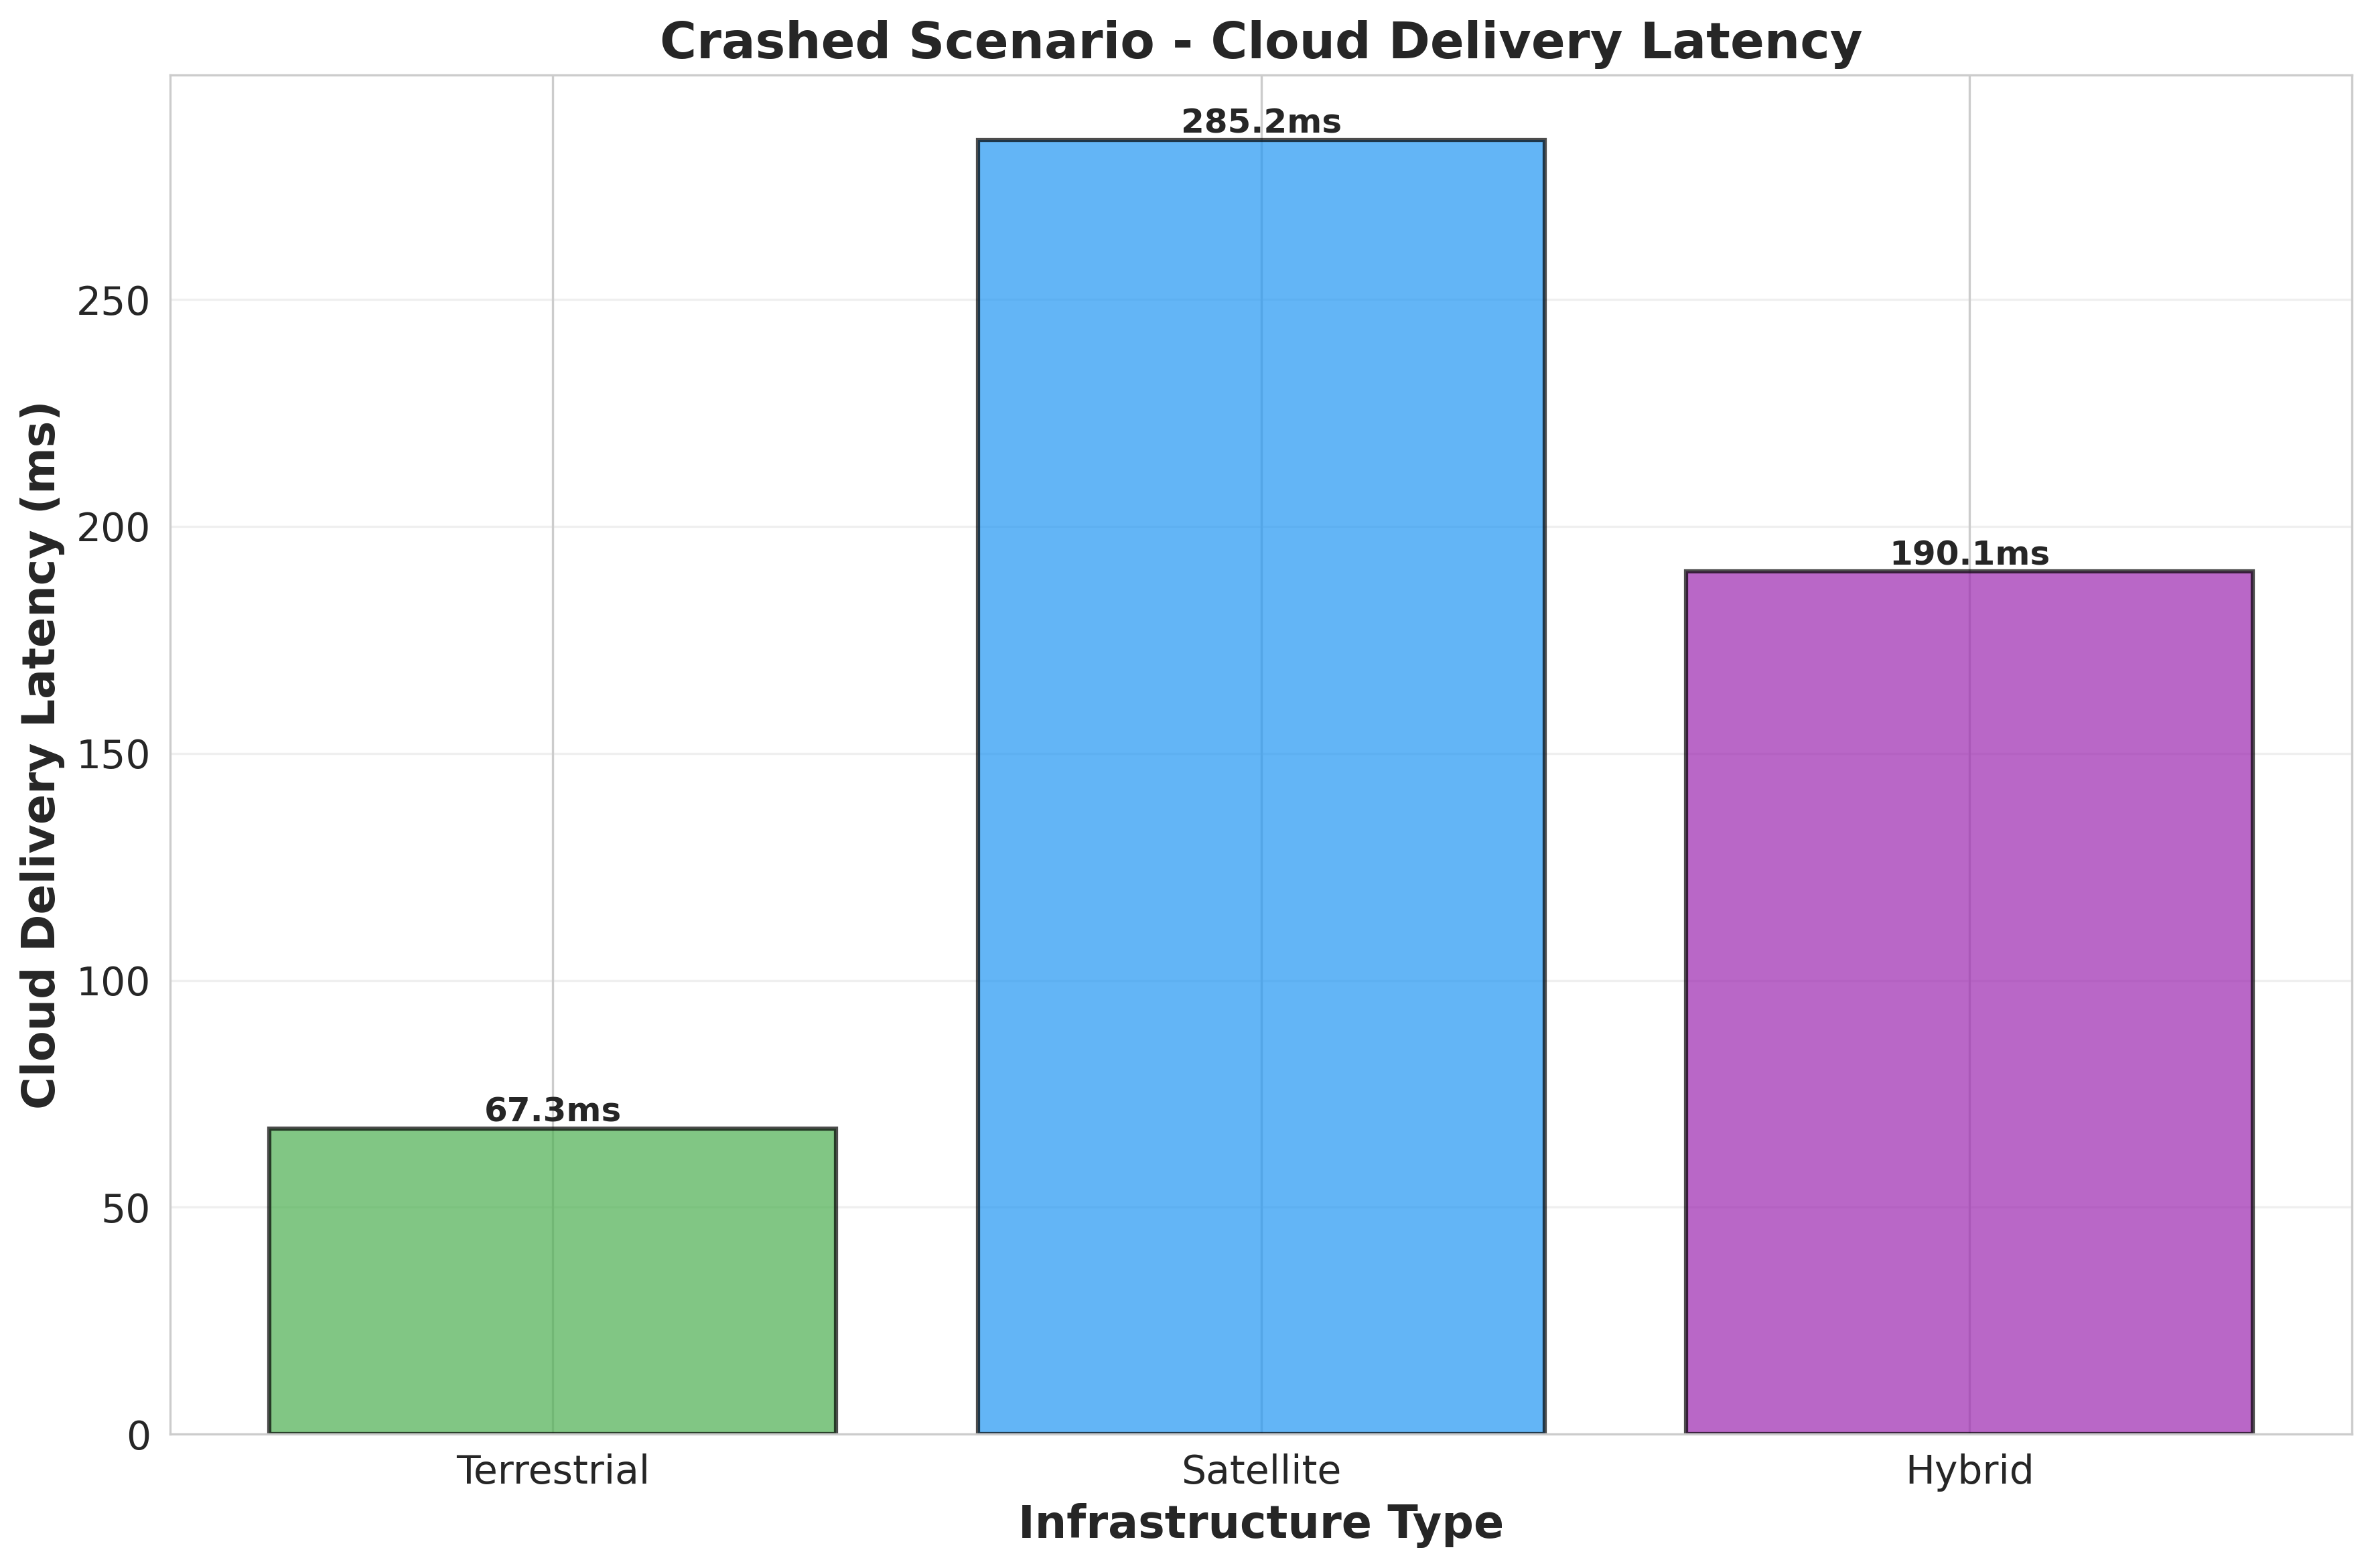 Crashed Scenario - Cloud Delivery Latency
Cloud Delivery Latency (ms)
250
200
150
100
50
0
285.2ms
190.1ms
67.3ms
Terrestrial
Satellite
Hybrid
Infrastructure Type